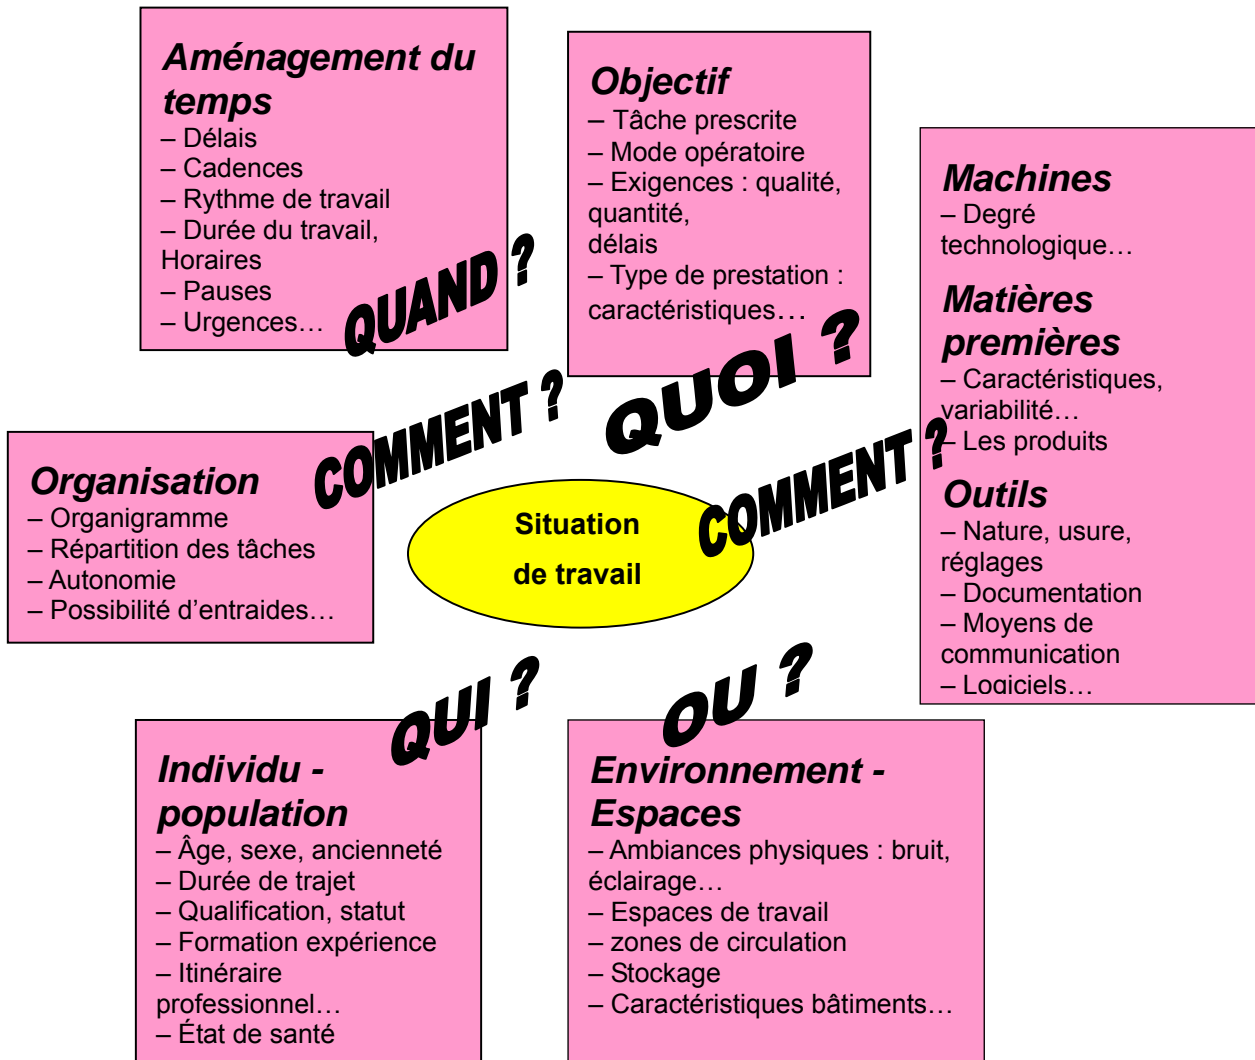 Aménagement du
temps
– Délais
– Cadences
– Rythme de travail
– Durée du travail,
Horaires
– Pauses
– Urgences…
QUAND ?
Objectif
– Tâche prescrite
– Mode opératoire
– Exigences : qualité,
quantité,
délais
– Type de prestation :
caractéristiques…
QUOI ?
Machines
– Degré
technologique…
Matières
premières
– Caractéristiques,
variabilité…
– Les produits
Outils
– Nature, usure,
réglages
– Documentation
– Moyens de
communication
– Logiciels…
COMMENT ?
COMMENT ?
Organisation
– Organigramme
– Répartition des tâches
– Autonomie
– Possibilité d’entraides…
Situation
de travail
QUI ?
Individu -
population
– Âge, sexe, ancienneté
– Durée de trajet
– Qualification, statut
– Formation expérience
– Itinéraire
professionnel…
– État de santé
OU ?
Environnement -
Espaces
– Ambiances physiques : bruit,
éclairage…
– Espaces de travail
– zones de circulation
– Stockage
– Caractéristiques bâtiments…